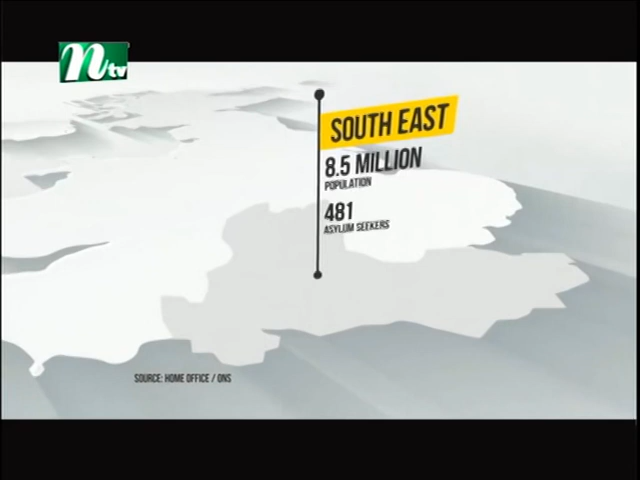 ntv
SOUTH EAST
8.5 MILLION
POPULATION
481
ASYLUM SEEKERS
SOURCE: HOME OFFICE / ONS